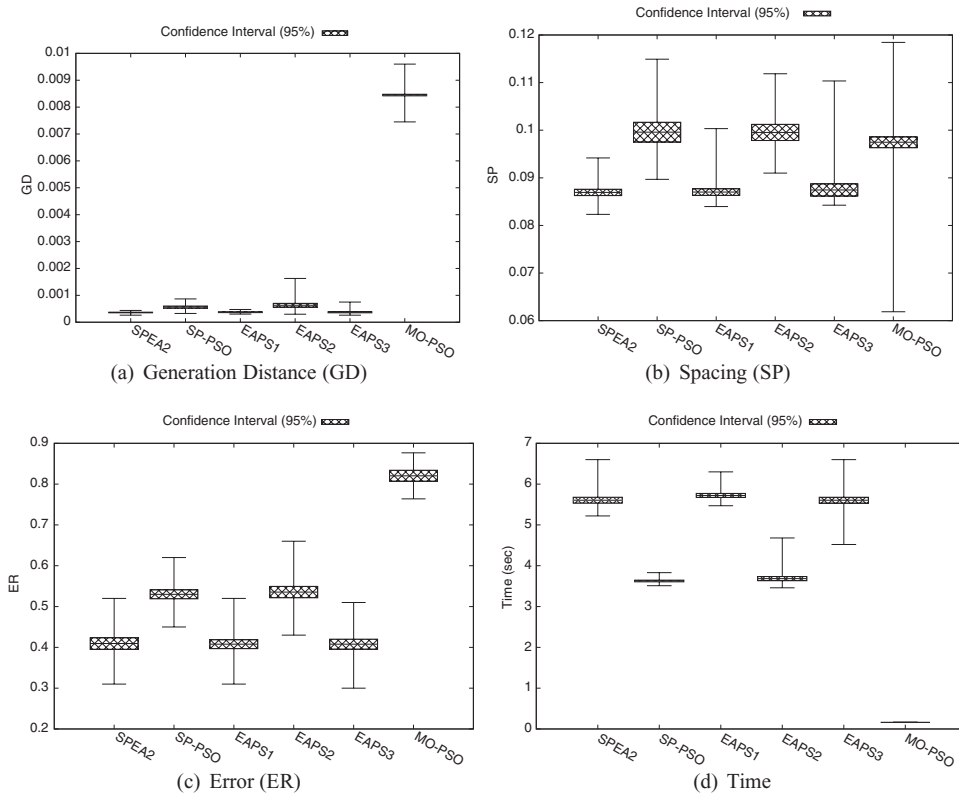 Confidence Interval (95%)
0.01
0.009
0.008
0.007
0.006
0.005
0.004
0.003
0.002
0.001
0
GD
SPEA2
SP-PSO
EAPS1
EAPS2
EAPS3
MO-PSO
(a) Generation Distance (GD)
Confidence Interval (95%)
0.12
0.11
0.1
0.09
0.08
0.07
0.06
SP
SPEA2
SP-PSO
EAPS1
EAPS2
EAPS3
MO-PSO
(b) Spacing (SP)
Confidence Interval (95%)
0.9
0.8
0.7
0.6
0.5
0.4
0.3
0.2
ER
SPEA2
SP-PSO
EAPS1
EAPS2
EAPS3
MO-PSO
(c) Error (ER)
Confidence Interval (95%)
7
6
5
4
3
2
1
0
Time (sec)
SPEA2
SP-PSO
EAPS1
EAPS2
EAPS3
MO-PSO
(d) Time